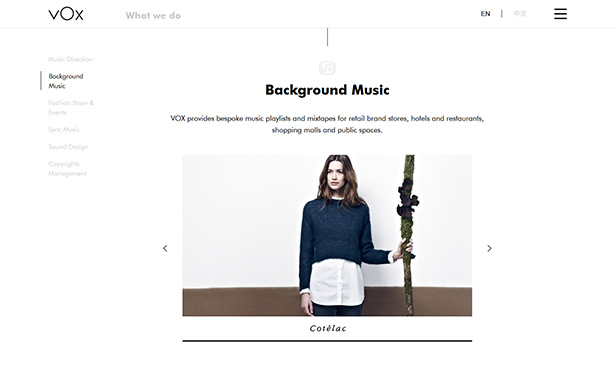 vOx
What we do
EN
中文
Music Direction
Background
Music
Fashion Show &
Events
Sync Music
Sound Design
Copyrights
Management
Background Music
VOX provides bespoke music playlists and mixtapes for retail brand stores, hotels and restaurants,
shopping malls and public spaces.
Cotélac